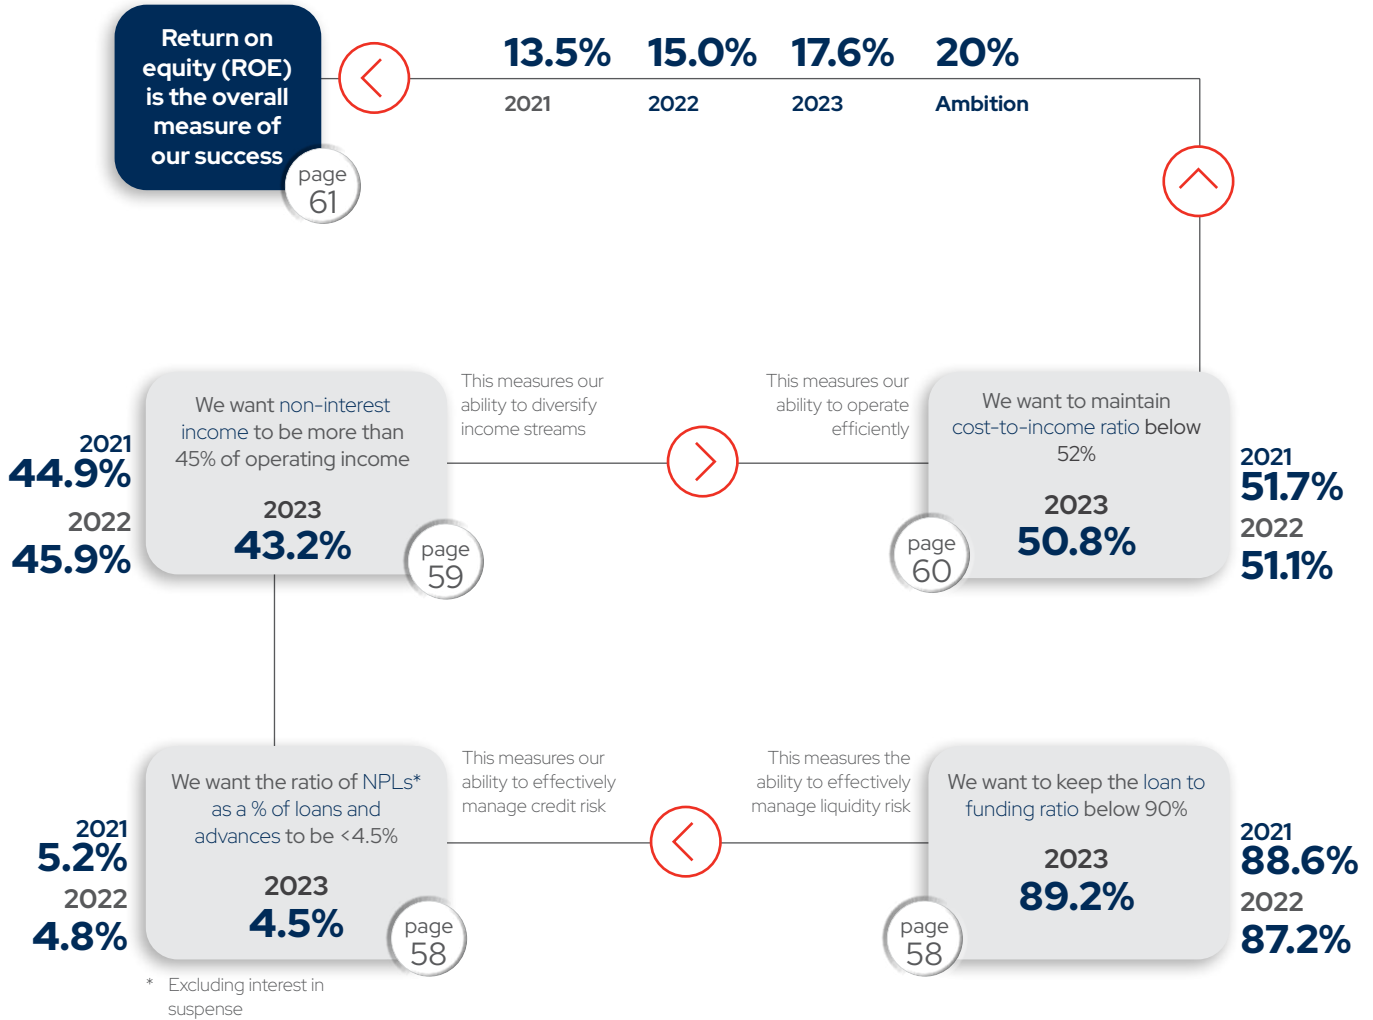 Return on
equity (ROE)
is the overall
measure of
our success
page
61
13.5%
2021
15.0%
2022
17.6%
2023
20%
Ambition
2021
44.9%
2022
45.9%
We want non-interest
income to be more than
45% of operating income
2023
43.2%
page
59
This measures our
ability to diversify
income streams
This measures our
ability to operate
efficiently
We want to maintain
cost-to-income ratio below
52%
2023
50.8%
page
60
2021
51.7%
2022
51.1%
2021
5.2%
2022
4.8%
We want the ratio of NPLs*
as a % of loans and
advances to be <4.5%
2023
4.5%
page
58
This measures our
ability to effectively
manage credit risk
This measures the
ability to effectively
manage liquidity risk
We want to keep the loan to
funding ratio below 90%
2023
89.2%
page
58
2021
88.6%
2022
87.2%
* Excluding interest in
suspense